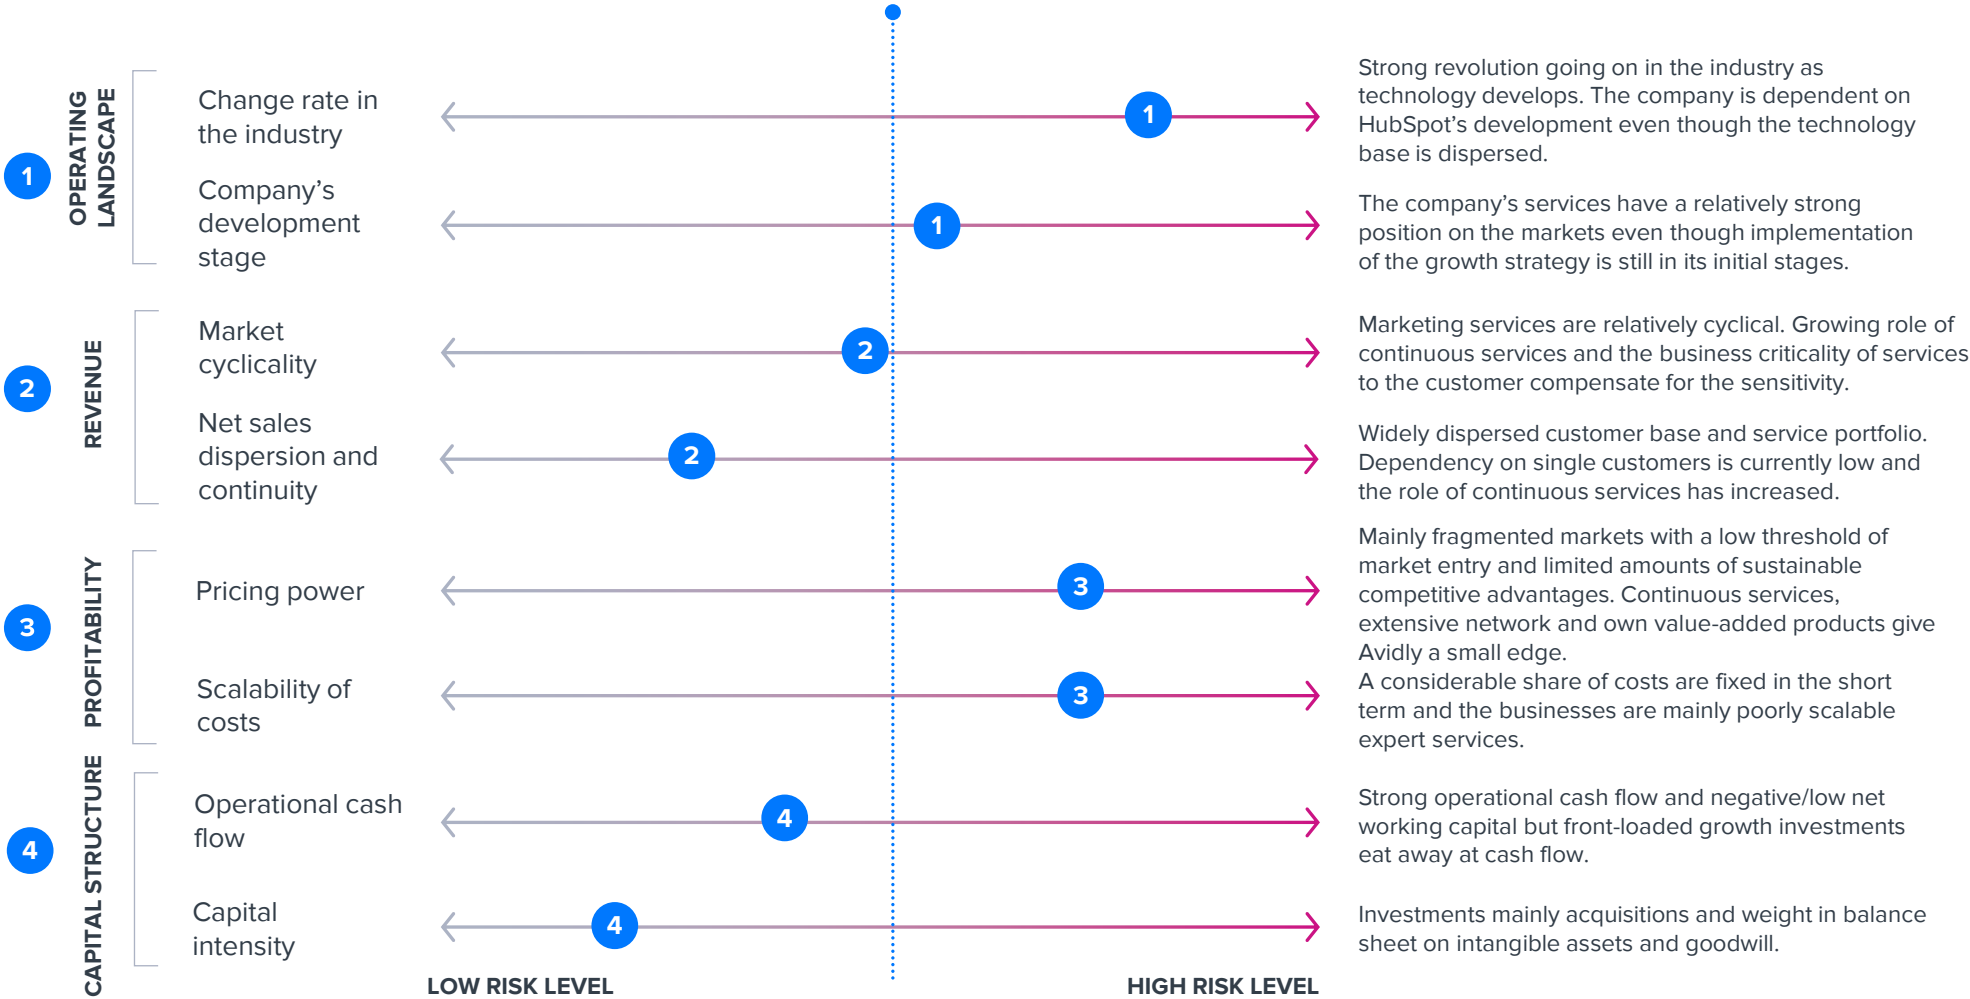 1
OPERATING
LANDSCAPE
Change rate in
the industry
1
Strong revolution going on in the industry as
technology develops. The company is dependent on
HubSpot’s development even though the technology
base is dispersed.
Company’s
development
stage
1
The company’s services have a relatively strong
position on the markets even though implementation
of the growth strategy is still in its initial stages.
2
REVENUE
Market
cyclicality
2
Marketing services are relatively cyclical. Growing role of
continuous services and the business criticality of services
to the customer compensate for the sensitivity.
Net sales
dispersion and
continuity
2
Widely dispersed customer base and service portfolio.
Dependency on single customers is currently low and
the role of continuous services has increased.
3
PROFITABILITY
Pricing power
3
Mainly fragmented markets with a low threshold of
market entry and limited amounts of sustainable
competitive advantages. Continuous services,
extensive network and own value-added products give
Avidly a small edge.
Scalability of
costs
3
A considerable share of costs are fixed in the short
term and the businesses are mainly poorly scalable
expert services.
4
CAPITAL STRUCTURE
Operational cash
flow
4
Strong operational cash flow and negative/low net
working capital but front-loaded growth investments
eat away at cash flow.
Capital
intensity
4
Investments mainly acquisitions and weight in balance
sheet on intangible assets and goodwill.
LOW RISK LEVEL
HIGH RISK LEVEL